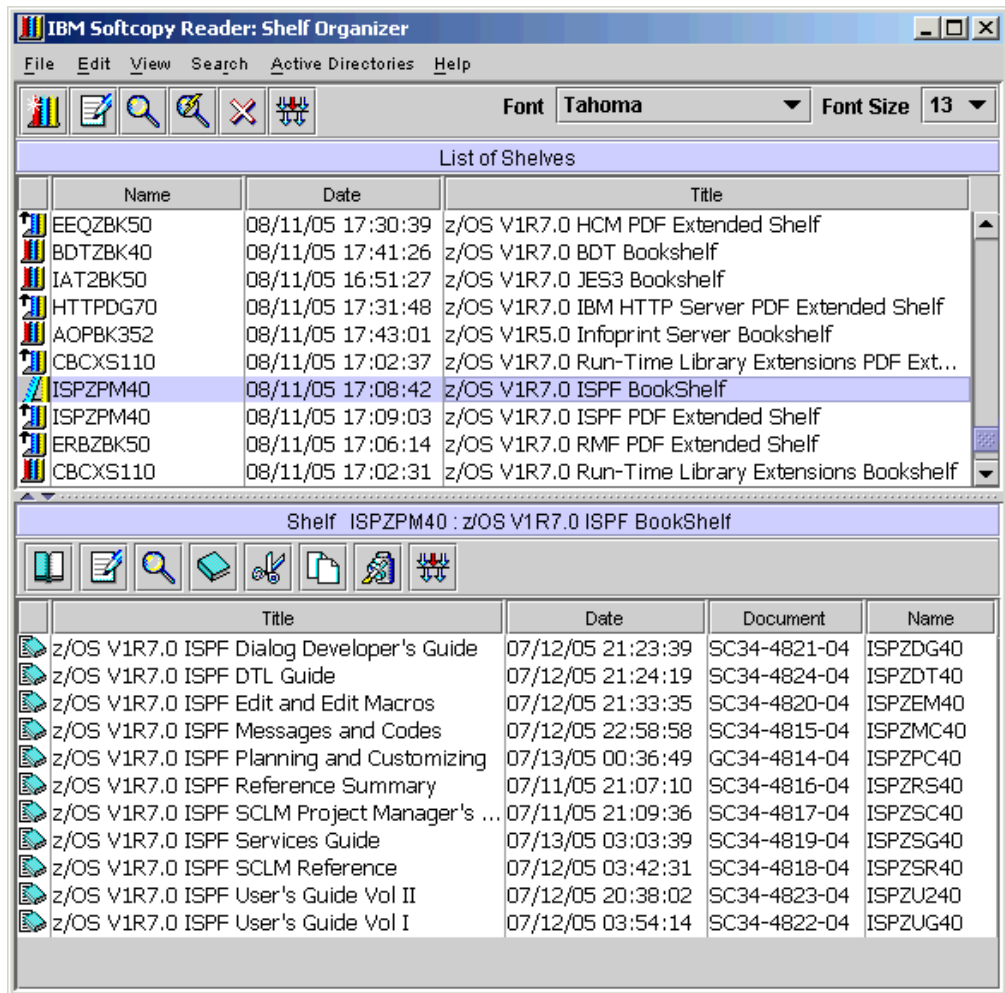 IBM Softcopy Reader: Shelf Organizer
File Edit View Search Active Directories Help
Font Tahoma Font Size 13
List of Shelves
Name Date Title
EEQZBK50 08/11/05 17:30:39 z/OS V1R7.0 HCM PDF Extended Shelf
BDTZBK40 08/11/05 17:41:26 z/OS V1R7.0 BDT Bookshelf
IAT2BK50 08/11/05 16:51:27 z/OS V1R7.0 JES3 Bookshelf
HTTPDG70 08/11/05 17:31:48 z/OS V1R7.0 IBM HTTP Server PDF Extended Shelf
AOPBK352 08/11/05 17:43:01 z/OS V1R5.0 Infoprint Server Bookshelf
CBCXS110 08/11/05 17:02:37 z/OS V1R7.0 Run-Time Library Extensions PDF Ext...
ISPZPM40 08/11/05 17:08:42 z/OS V1R7.0 ISPF BookShelf
ISPZPM40 08/11/05 17:09:03 z/OS V1R7.0 ISPF PDF Extended Shelf
ERBZBK50 08/11/05 17:06:14 z/OS V1R7.0 RMF PDF Extended Shelf
CBCXS110 08/11/05 17:02:31 z/OS V1R7.0 Run-Time Library Extensions Bookshelf
Shelf ISPZPM40 : z/OS V1R7.0 ISPF BookShelf
Title Date Document Name
z/OS V1R7.0 ISPF Dialog Developer's Guide 07/12/05 21:23:39 SC34-4821-04 ISPZDG40
z/OS V1R7.0 ISPF DTL Guide 07/12/05 21:24:19 SC34-4824-04 ISPZDT40
z/OS V1R7.0 ISPF Edit and Edit Macros 07/12/05 21:33:35 SC34-4820-04 ISPZEM40
z/OS V1R7.0 ISPF Messages and Codes 07/12/05 22:58:58 SC34-4815-04 ISPZMC40
z/OS V1R7.0 ISPF Planning and Customizing 07/13/05 00:36:49 GC34-4814-04 ISPZPC40
z/OS V1R7.0 ISPF Reference Summary 07/11/05 21:07:10 SC34-4816-04 ISPZRS40
z/OS V1R7.0 ISPF SCLM Project Manager's ... 07/11/05 21:09:36 SC34-4817-04 ISPZSC40
z/OS V1R7.0 ISPF Services Guide 07/13/05 03:03:39 SC34-4819-04 ISPZSG40
z/OS V1R7.0 ISPF SCLM Reference 07/12/05 03:42:31 SC34-4818-04 ISPZSR40
z/OS V1R7.0 ISPF User's Guide Vol II 07/12/05 20:38:02 SC34-4823-04 ISPZU240
z/OS V1R7.0 ISPF User's Guide Vol I 07/12/05 03:54:14 SC34-4822-04 ISPZUG40